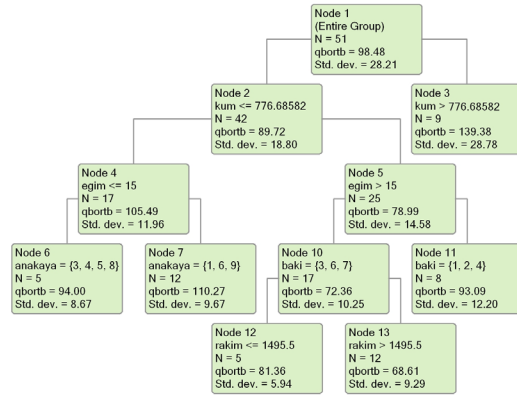 Node 1
(Entire Group)
N = 51
qbortb = 98.48
Std. dev. = 28.21
Node 2
kum <= 776.68582
N = 42
qbortb = 89.72
Std. dev. = 18.80
Node 3
kum > 776.68582
N = 9
qbortb = 139.38
Std. dev. = 28.78
Node 4
egim <= 15
N = 17
qbortb = 105.49
Std. dev. = 11.96
Node 5
egim > 15
N = 25
qbortb = 78.99
Std. dev. = 14.58
Node 6
anakaya = {3, 4, 5, 8}
N = 5
qbortb = 94.00
Std. dev. = 8.67
Node 7
anakaya = {1, 6, 9}
N = 12
qbortb = 110.27
Std. dev. = 9.67
Node 10
baki = {3, 6, 7}
N = 17
qbortb = 72.36
Std. dev. = 10.25
Node 11
baki = {1, 2, 4}
N = 8
qbortb = 93.09
Std. dev. = 12.20
Node 12
rakim <= 1495.5
N = 5
qbortb = 81.36
Std. dev. = 5.94
Node 13
rakim > 1495.5
N = 12
qbortb = 68.61
Std. dev. = 9.29